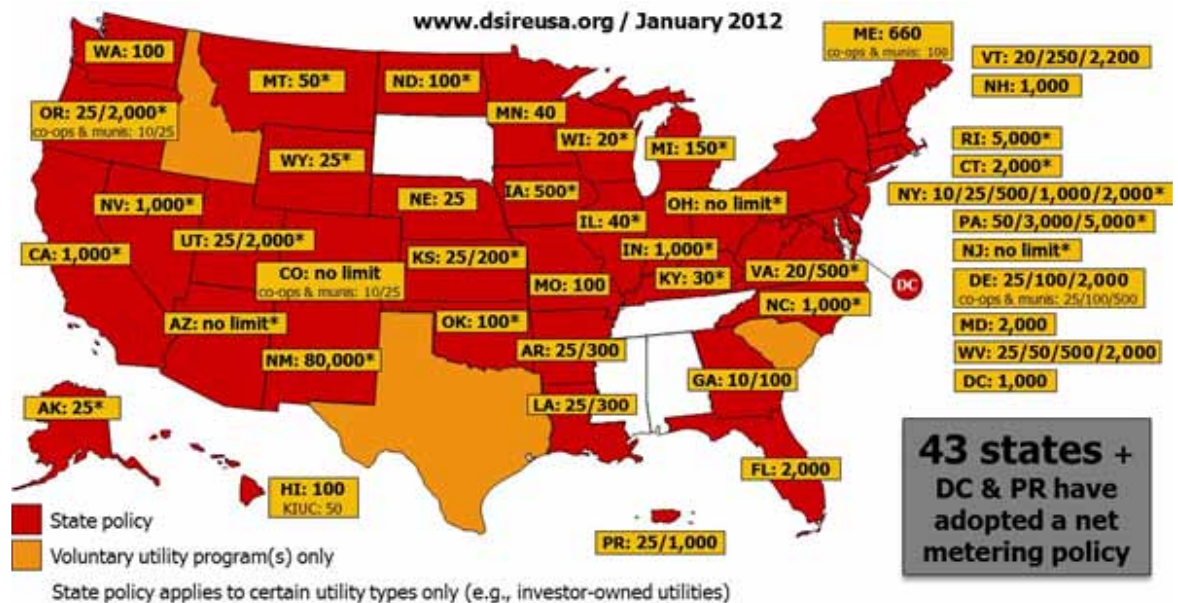 www.dsireusa.org / January 2012
WA: 100
MT: 50*
ND: 100*
ME: 660
co-ops & munis: 100
VT: 20/250/2,200
NH: 1,000
OR: 25/2,000*
co-ops & munis: 10/25
MN: 40
WI: 20*
MI: 150*
RI: 5,000*
WY: 25*
CT: 2,000*
IA: 500*
NE: 25
NV: 1,000*
OH: no limit*
NY: 10/25/500/1,000/2,000*
IL: 40*
PA: 50/3,000/5,000*
UT: 25/2,000*
IN: 1,000*
NJ: no limit*
CA: 1,000*
KS: 25/200*
CO: no limit
co-ops & munis: 10/25
MO: 100
KY: 30*
VA: 20/500*
DC
DE: 25/100/2,000
co-ops & munis: 25/100/500
NC: 1,000*
AZ: no limit*
OK: 100*
MD: 2,000
NM: 80,000*
AR: 25/300
WV: 25/50/500/2,000
GA: 10/100
DC: 1,000
AK: 25*
LA: 25/300
FL: 2,000
HI: 100
KIUC: 50
PR: 25/1,000
43 states +
DC & PR have
adopted a net
metering policy
State policy
Voluntary utility program(s) only
State policy applies to certain utility types only (e.g., investor-owned utilities)